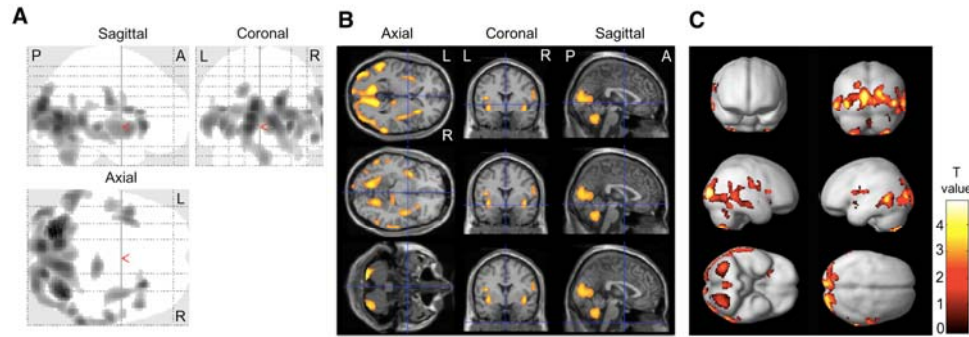 A
Sagittal Coronal
P A L R
Axial
L
R
B
Axial Coronal Sagittal
L L R P A
R
C
T
value
4
3
2
1
0